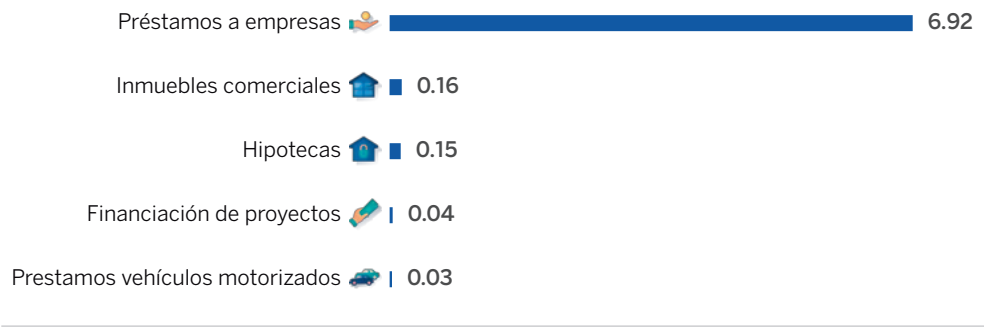 Préstamos a empresas 6.92
Inmuebles comerciales 0.16
Hipotecas 0.15
Financiación de proyectos 0.04
Prestamos vehículos motorizados 0.03